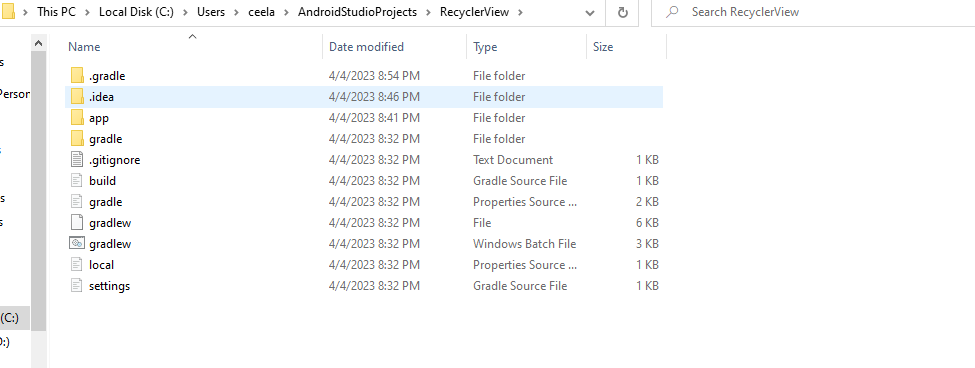 This PC > Local Disk (C:) > Users > ceela > AndroidStudioProjects > RecyclerView > Search RecyclerView
Name Date modified Type Size
.gradle 4/4/2023 8:54 PM File folder
.idea 4/4/2023 8:46 PM File folder
app 4/4/2023 8:41 PM File folder
gradle 4/4/2023 8:32 PM File folder
.gitignore 4/4/2023 8:32 PM Text Document 1 KB
build 4/4/2023 8:32 PM Gradle Source File 1 KB
gradle 4/4/2023 8:32 PM Properties Source ... 2 KB
gradlew 4/4/2023 8:32 PM File 6 KB
gradlew 4/4/2023 8:32 PM Windows Batch File 3 KB
local 4/4/2023 8:32 PM Properties Source ... 1 KB
settings 4/4/2023 8:32 PM Gradle Source File 1 KB
s
Person
s
s
(C:)
:)